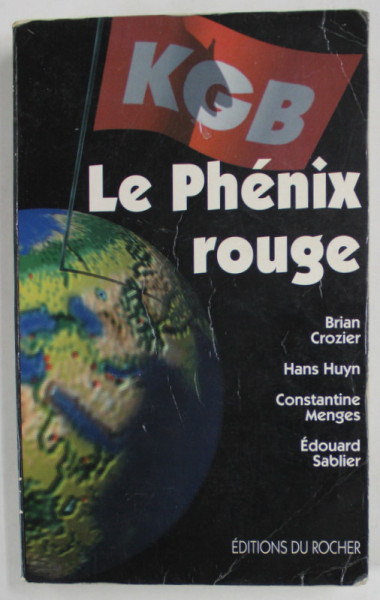 KGB
Le Phénix
rouge
Brian
Crozier
Hans Huyn
Constantine
Menges
Édouard
Sablier
ÉDITIONS DU ROCHER